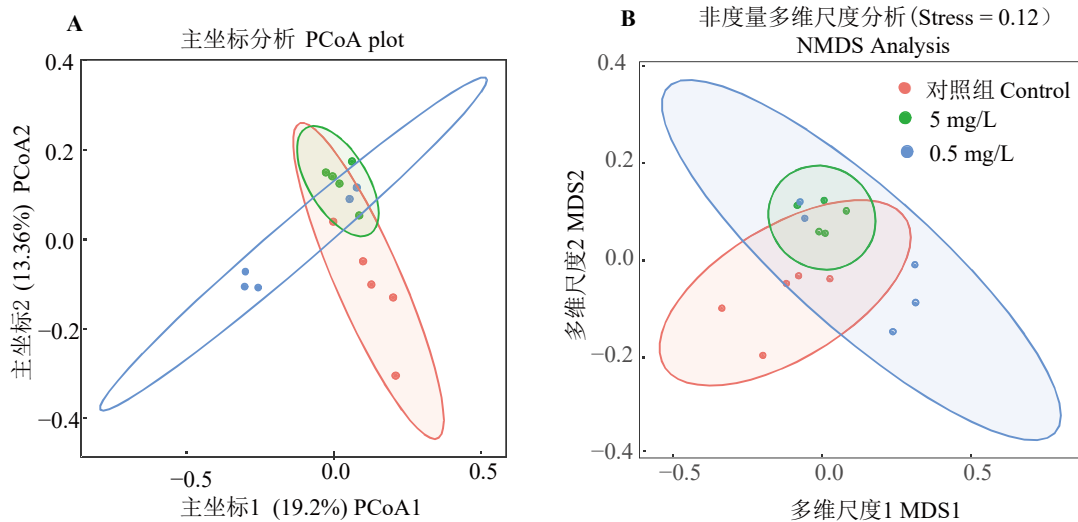 A
主坐标分析 PCoA plot
0.4
0.2
0.0
−0.2
−0.4
−0.5
0.0
0.5
主坐标2 (13.36%) PCoA2
主坐标1 (19.2%) PCoA1
B
非度量多维尺度分析(Stress = 0.12）
NMDS Analysis
对照组 Control
5 mg/L
0.5 mg/L
0.4
0.2
0.0
−0.2
−0.4
−0.5
0.0
0.5
多维尺度2 MDS2
多维尺度1 MDS1